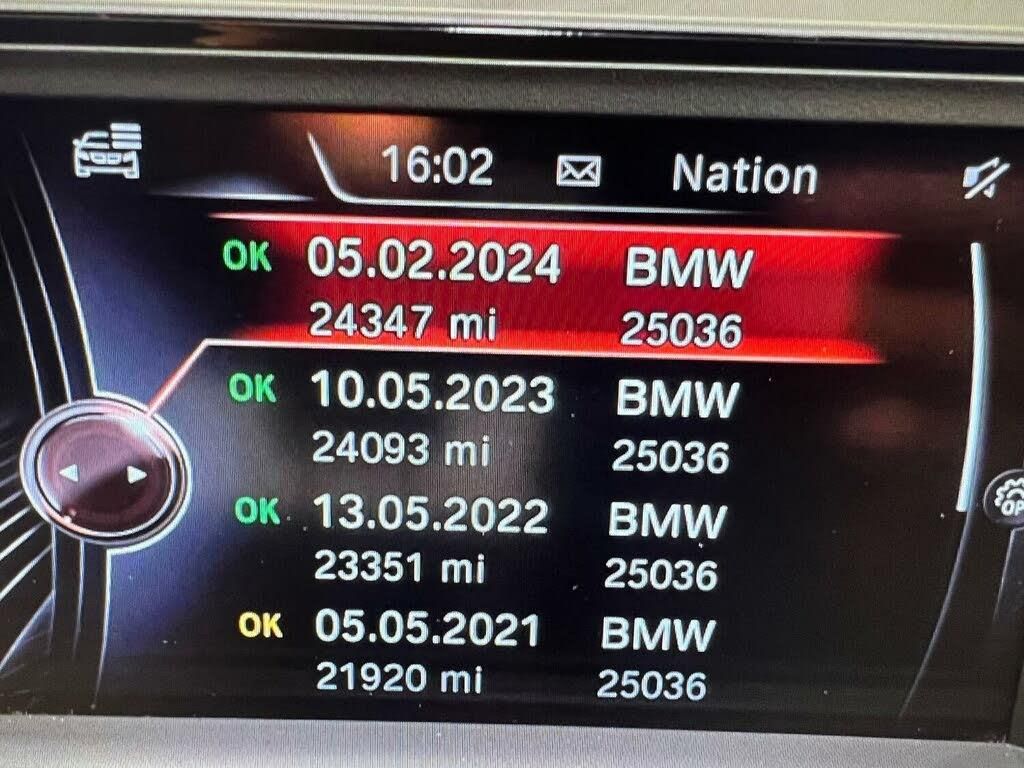 16:02 Nation
OK 05.02.2024 BMW
24347 mi 25036
OK 10.05.2023 BMW
24093 mi 25036
OK 13.05.2022 BMW
23351 mi 25036
OK 05.05.2021 BMW
21920 mi 25036